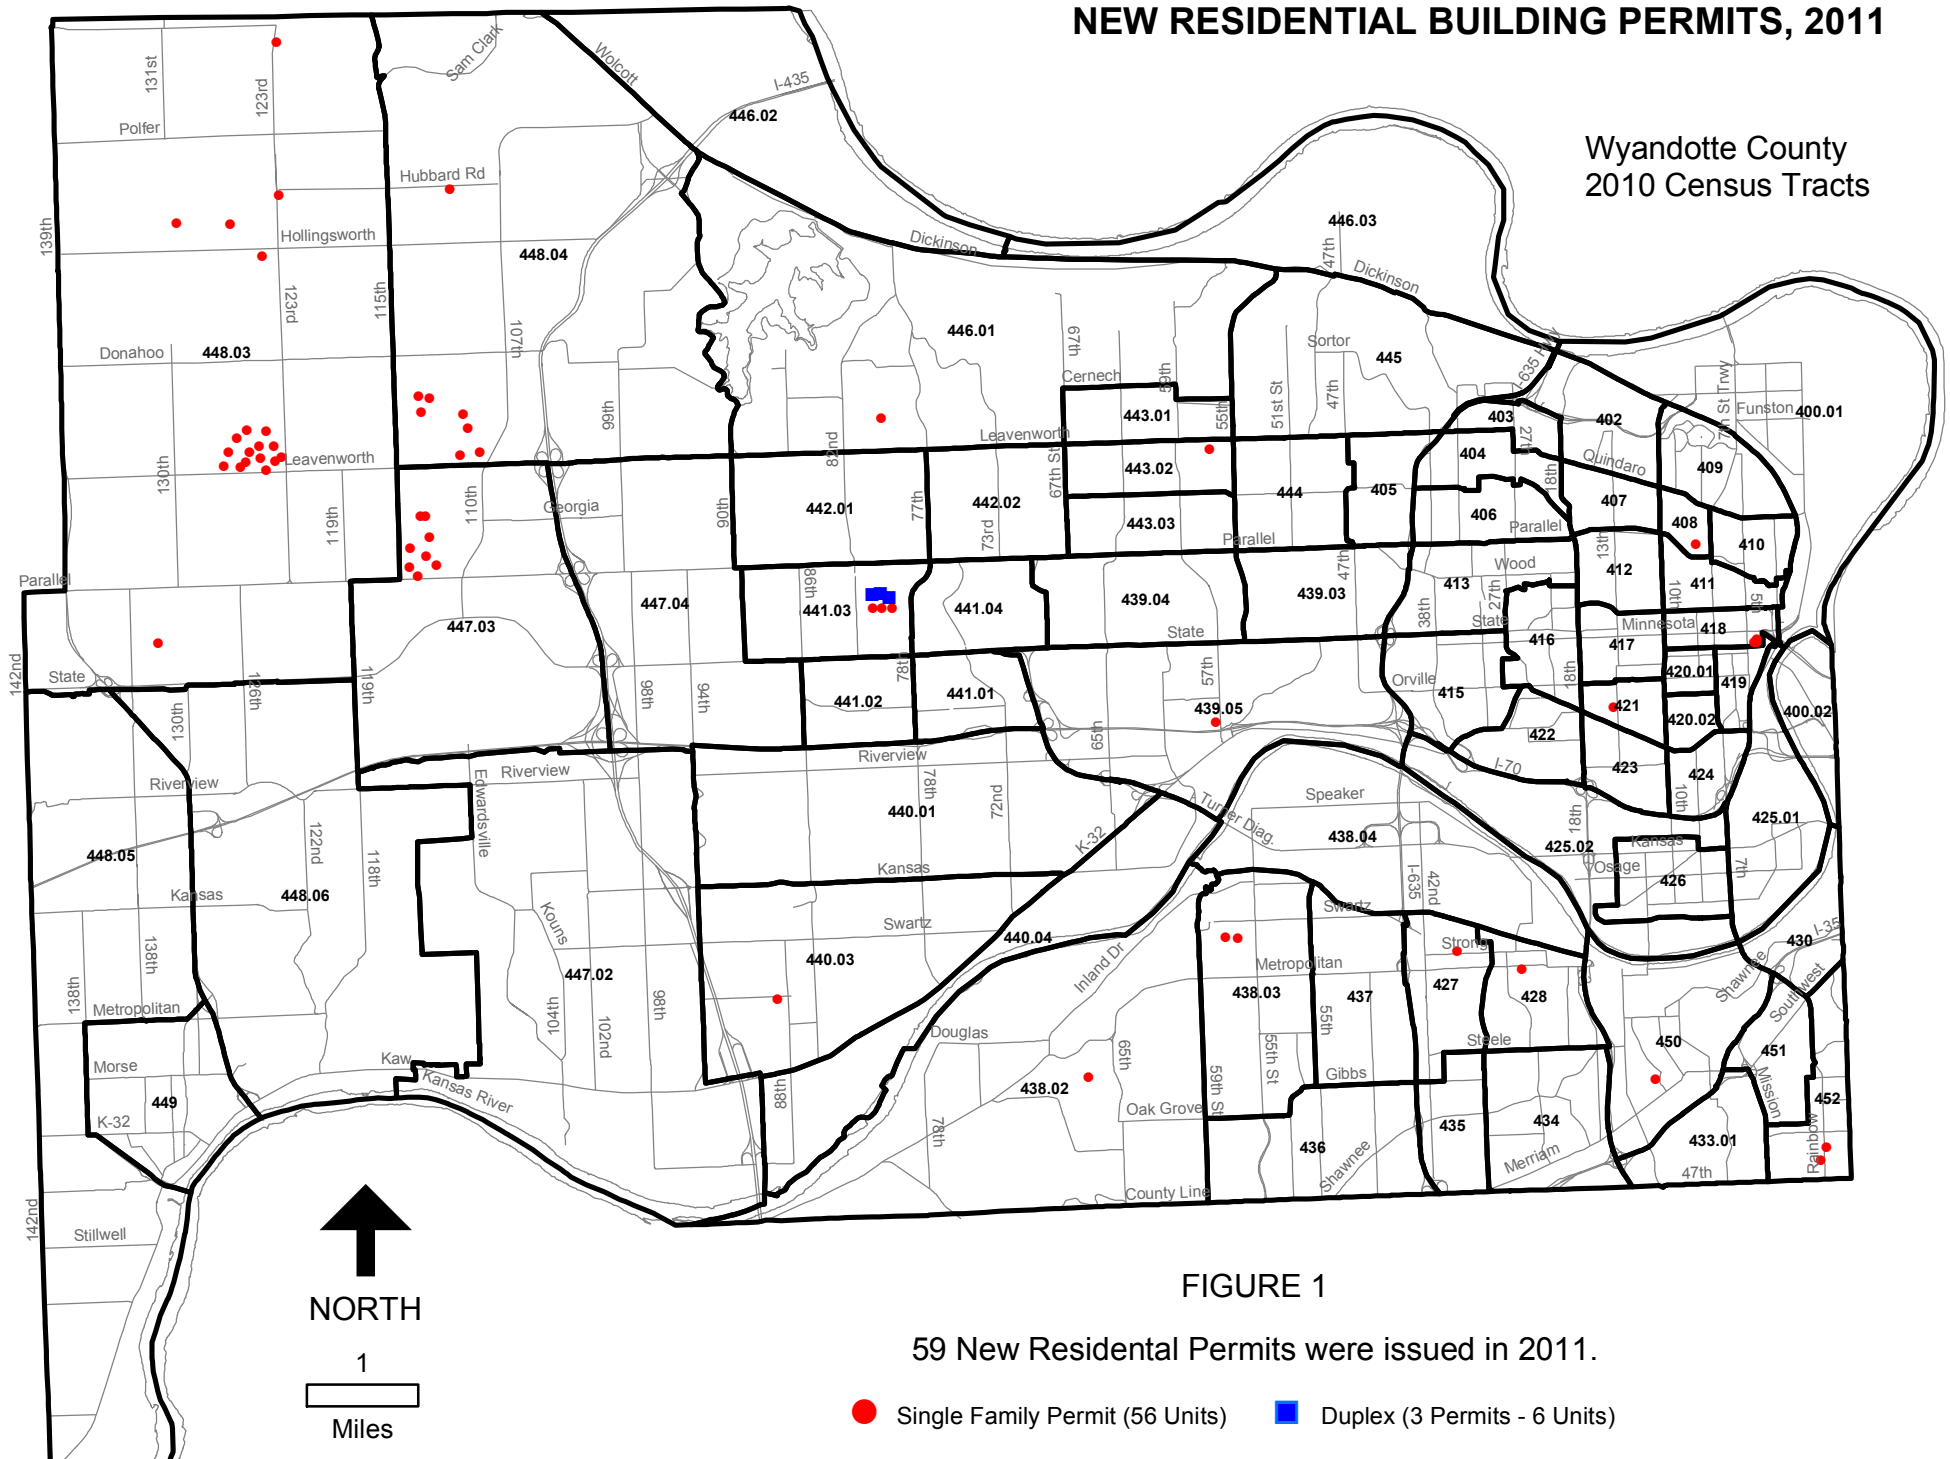 NEW RESIDENTIAL BUILDING PERMITS, 2011
Wyandotte County
2010 Census Tracts
131st
123rd
Sam Clark
Wolcott
I-435
446.02
Polfer
Hubbard Rd
139th
Hollingsworth
448.04
Dickinson
446.03
47th
Dickinson
123rd
115th
107th
446.01
67th
Sortor
445
I-635 HWY
Donahoo
448.03
Cernech
59th
51st St
47th
7th St Trwy
Funston
400.01
99th
443.01
55th
403
402
82nd
Leavenworth
27th
404
Quindaro
409
130th
Leavenworth
110th
Georgia
90th
442.01
77th
442.02
73rd
67th St
443.02
443.03
444
405
18th
406
407
408
119th
Parallel
Parallel
13th
410
Parallel
447.04
86th
441.03
441.04
439.04
439.03
47th
Wood
413
27th
412
10th
411
5th
447.03
State
38th
State
Minnesota
416
417
418
142nd
State
126th
119th
98th
94th
441.02
78th
441.01
57th
439.05
Orville
415
18th
420.01
419
130th
421
420.02
400.02
422
65th
Riverview
Riverview
Edwardsville
Riverview
78th
72nd
I-70
423
424
10th
440.01
Turner Diag.
Speaker
438.04
K-32
18th
425.02
Kansas
425.01
448.05
122nd
118th
Kansas
Osage
7th
426
Kansas
448.06
I-635
42nd
138th
Kouns
Swartz
440.04
Swartz
I-35
430
440.03
Inland Dr
Strong
Shawnee
447.02
Metropolitan
Southwest
138th
Metropolitan
104th
102nd
98th
438.03
437
55th
427
428
Douglas
65th
55th St
Steele
450
451
Morse
Kaw
Kansas River
88th
438.02
59th St
Gibbs
Mission
449
Oak Grove
452
K-32
78th
436
435
434
433.01
Rainbow
Shawnee
Merriam
47th
County Line
142nd
Stillwell
NORTH
1
Miles
FIGURE 1
59 New Residental Permits were issued in 2011.
Single Family Permit (56 Units)
Duplex (3 Permits - 6 Units)